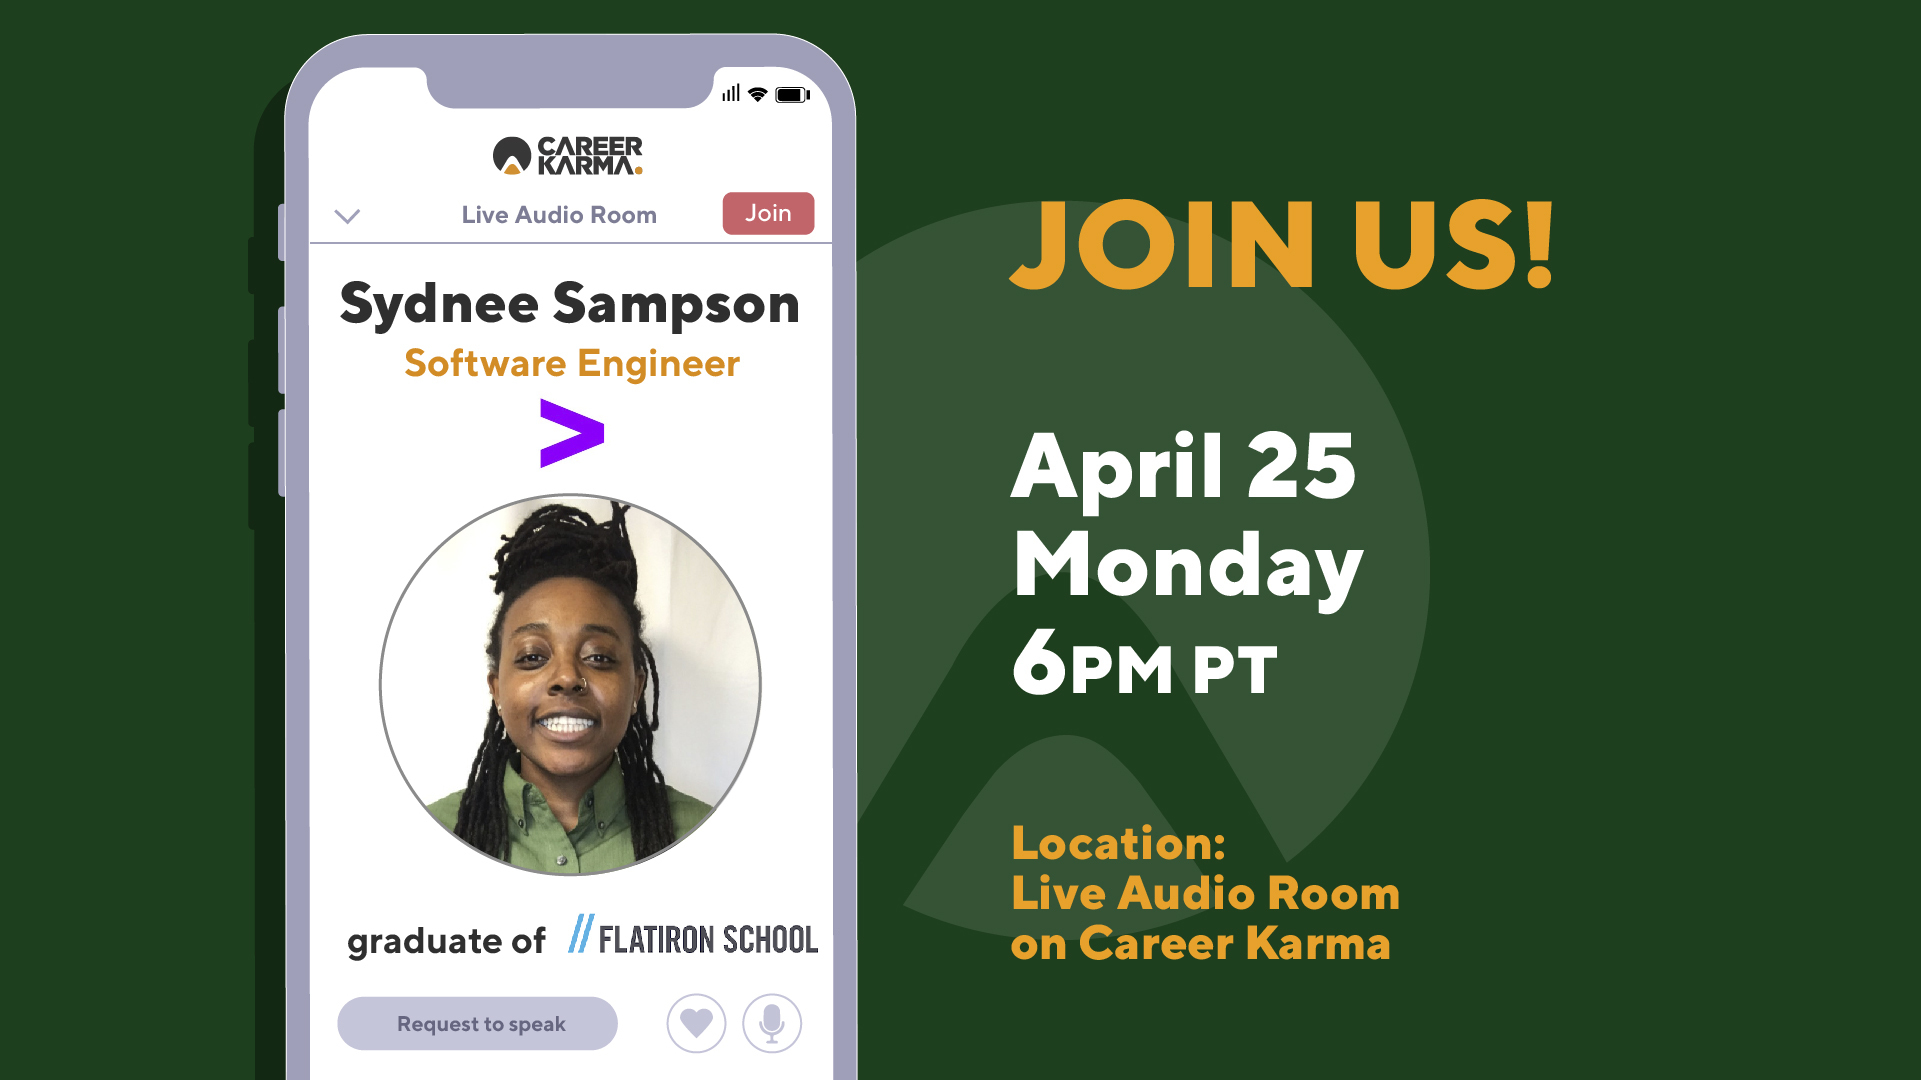 CAREER
KARMA.
Live Audio Room
Join
Sydnee Sampson
Software Engineer
>
graduate of // FLATIRON SCHOOL
Request to speak
JOIN US!
April 25
Monday
6PM PT
Location:
Live Audio Room
on Career Karma